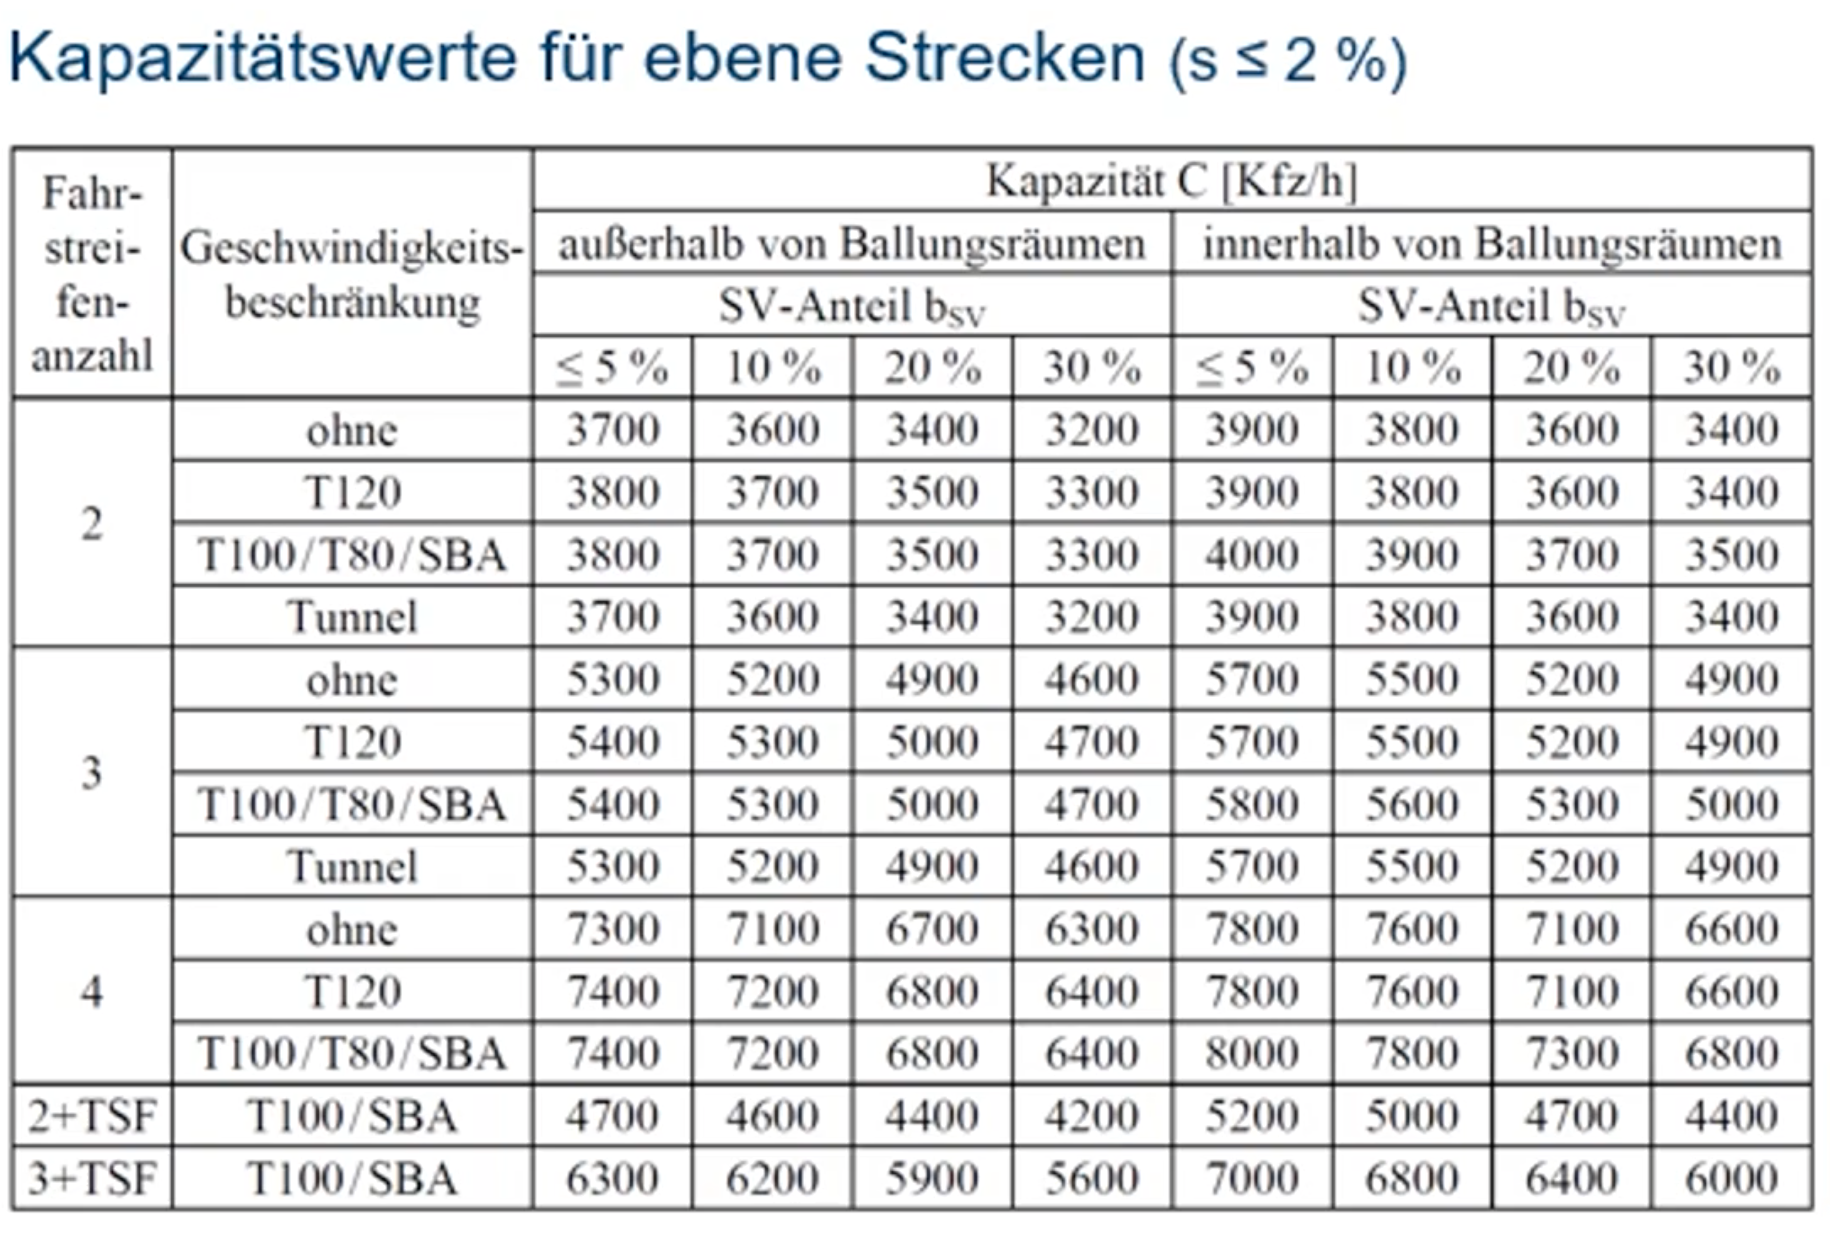 Kapazitätswerte für ebene Strecken (s ≤ 2 %)
Fahr-
strei-
fen-
anzahl
Geschwindigkeits-
beschränkung
Kapazität C [Kfz/h]
außerhalb von Ballungsräumen innerhalb von Ballungsräumen
SV-Anteil bSV SV-Anteil bSV
≤ 5 % 10 % 20 % 30 % ≤ 5 % 10 % 20 % 30 %
2
ohne 3700 3600 3400 3200 3900 3800 3600 3400
T120 3800 3700 3500 3300 3900 3800 3600 3400
T100/T80/SBA 3800 3700 3500 3300 4000 3900 3700 3500
Tunnel 3700 3600 3400 3200 3900 3800 3600 3400
3
ohne 5300 5200 4900 4600 5700 5500 5200 4900
T120 5400 5300 5000 4700 5700 5500 5200 4900
T100/T80/SBA 5400 5300 5000 4700 5800 5600 5300 5000
Tunnel 5300 5200 4900 4600 5700 5500 5200 4900
4
ohne 7300 7100 6700 6300 7800 7600 7100 6600
T120 7400 7200 6800 6400 7800 7600 7100 6600
T100/T80/SBA 7400 7200 6800 6400 8000 7800 7300 6800
2+TSF T100/SBA 4700 4600 4400 4200 5200 5000 4700 4400
3+TSF T100/SBA 6300 6200 5900 5600 7000 6800 6400 6000